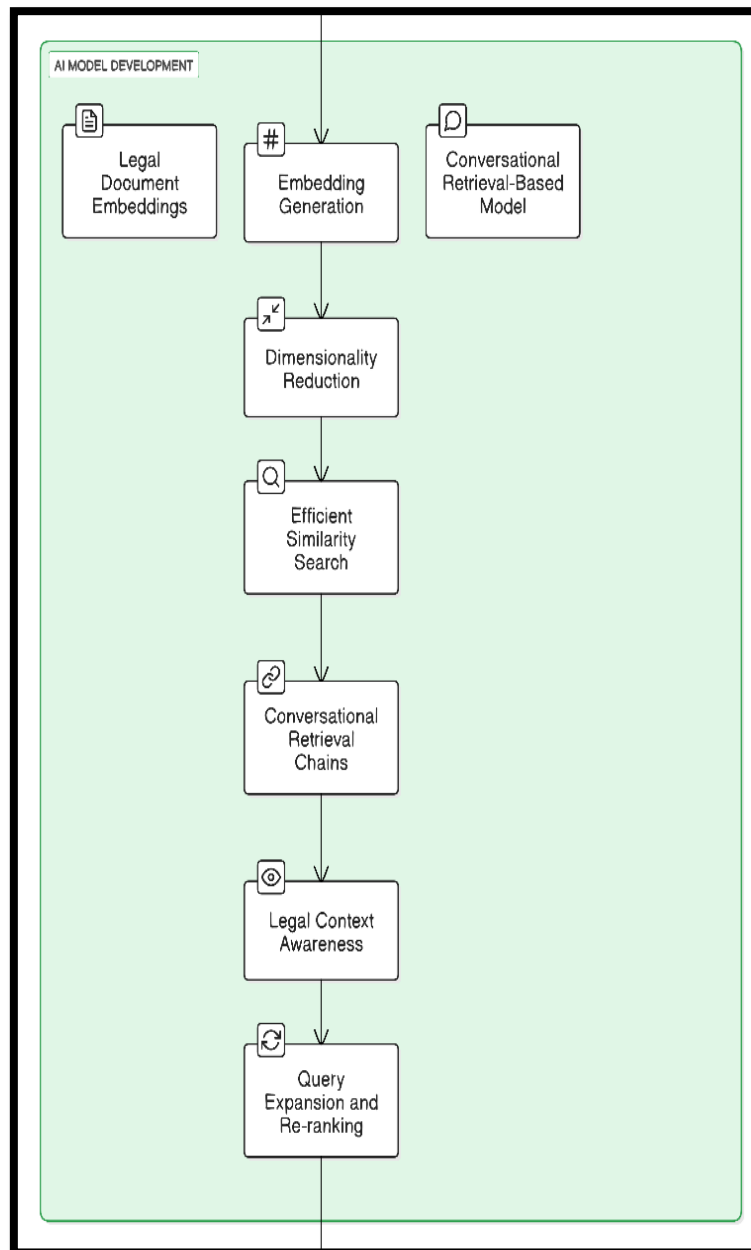 AI MODEL DEVELOPMENT
Legal
Document
Embeddings
Embedding
Generation
Conversational
Retrieval-Based
Model
Dimensionality
Reduction
Efficient
Similarity
Search
Conversational
Retrieval
Chains
Legal Context
Awareness
Query
Expansion and
Re-ranking